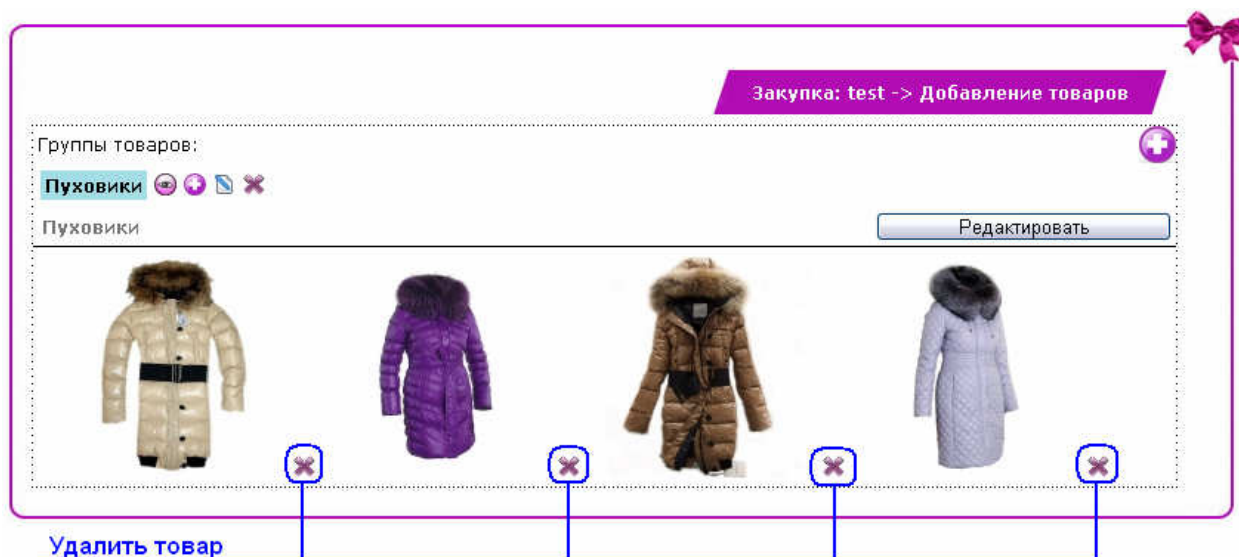 Закупка: test -> Добавление товаров
Группы товаров:
Пуховики
Пуховики Редактировать
Удалить товар